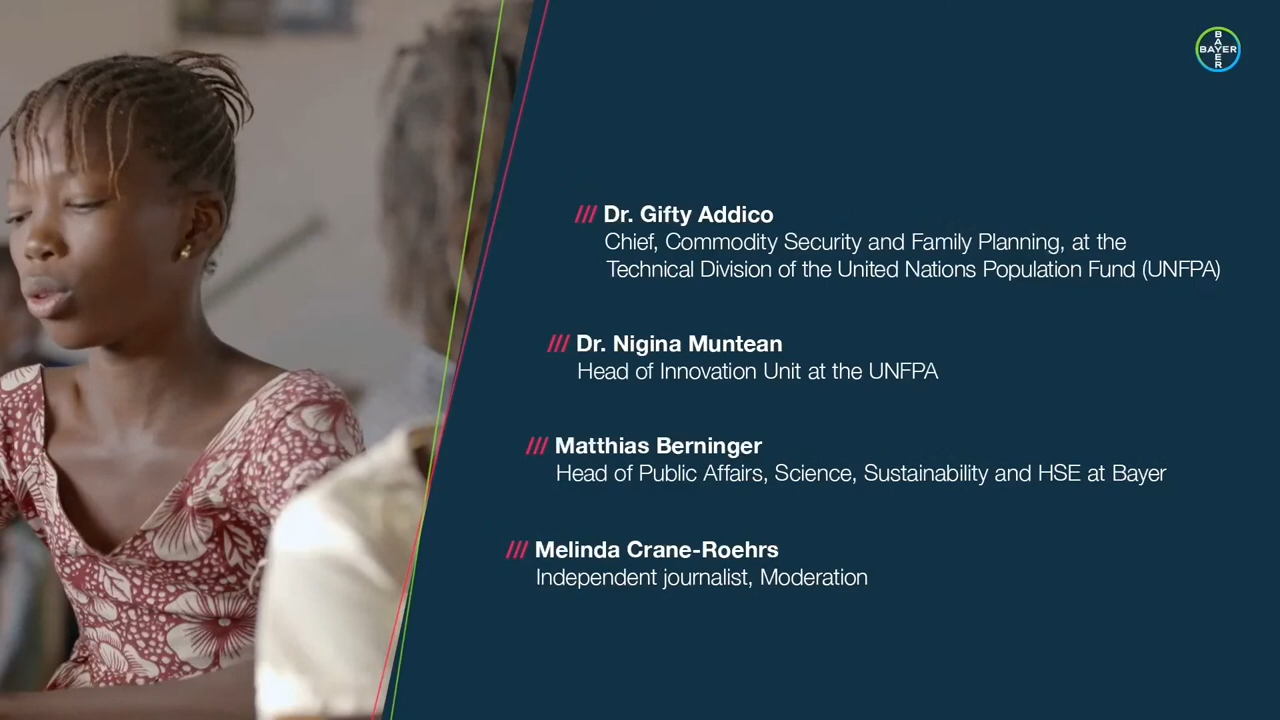 BAYER
BAYER
/// Dr. Gifty Addico
Chief, Commodity Security and Family Planning, at the
Technical Division of the United Nations Population Fund (UNFPA)
/// Dr. Nigina Muntean
Head of Innovation Unit at the UNFPA
/// Matthias Berninger
Head of Public Affairs, Science, Sustainability and HSE at Bayer
/// Melinda Crane-Roehrs
Independent journalist, Moderation